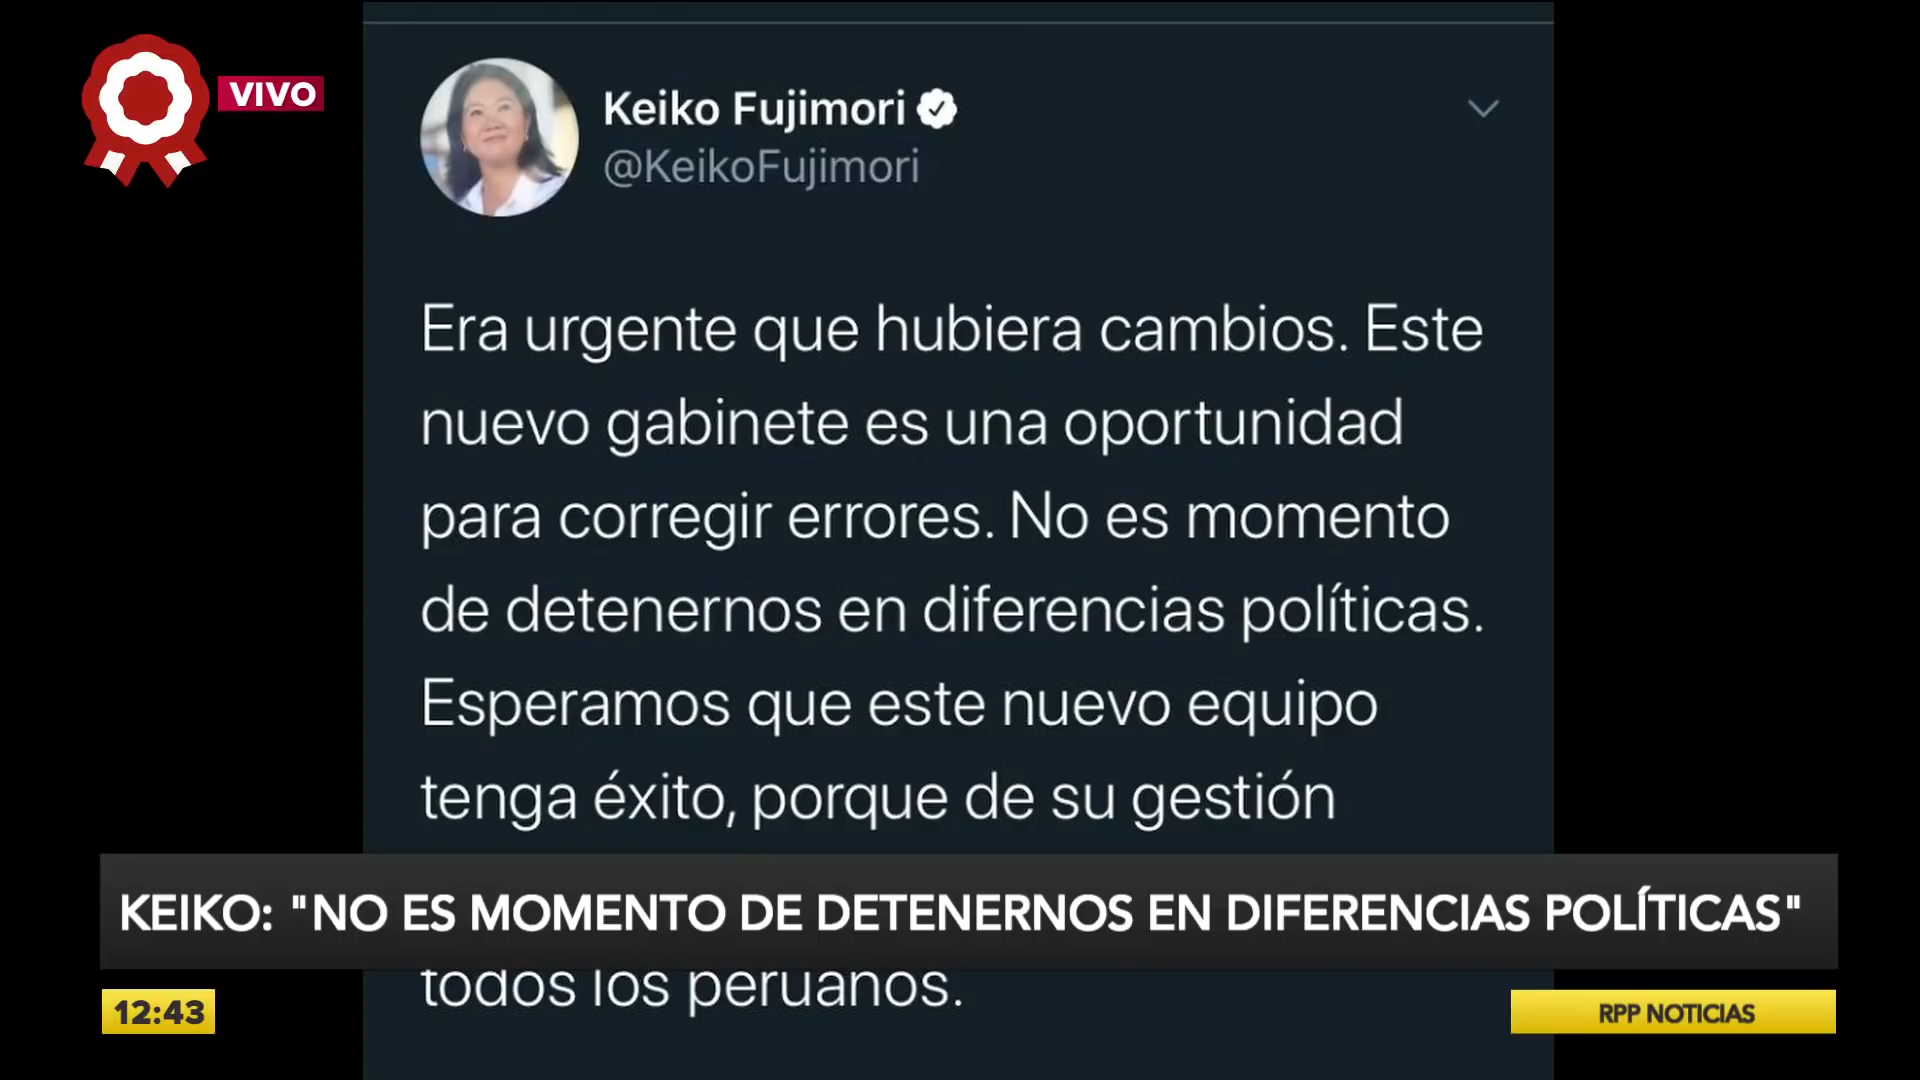 VIVO
Keiko Fujimori
@KeikoFujimori
Era urgente que hubiera cambios. Este
nuevo gabinete es una oportunidad
para corregir errores. No es momento
de detenernos en diferencias políticas.
Esperamos que este nuevo equipo
tenga éxito, porque de su gestión
KEIKO: "NO ES MOMENTO DE DETENERNOS EN DIFERENCIAS POLÍTICAS"
todos los peruanos.
12:43
RPP NOTICIAS